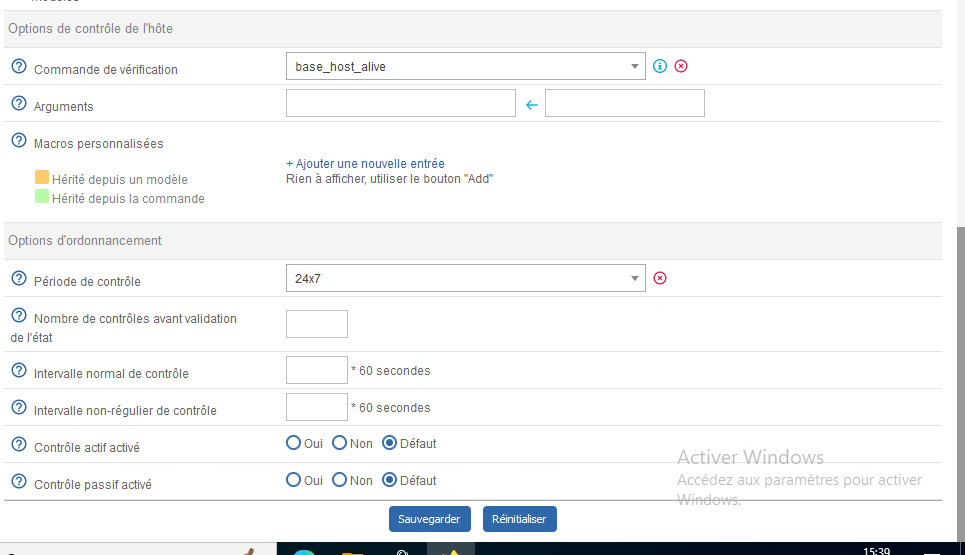 Options de contrôle de l'hôte
Commande de vérification
base_host_alive
Arguments
Macros personnalisées
+ Ajouter une nouvelle entrée
Rien à afficher, utiliser le bouton "Add"
Hérité depuis un modèle
Hérité depuis la commande
Options d'ordonnancement
Période de contrôle
24x7
Nombre de contrôles avant validation
de l'état
Intervalle normal de contrôle
* 60 secondes
Intervalle non-régulier de contrôle
* 60 secondes
Contrôle actif activé
Oui Non Défaut
Contrôle passif activé
Oui Non Défaut
Activer Windows
Accédez aux paramètres pour activer
Windows.
Sauvegarder
Réinitialiser
15:39